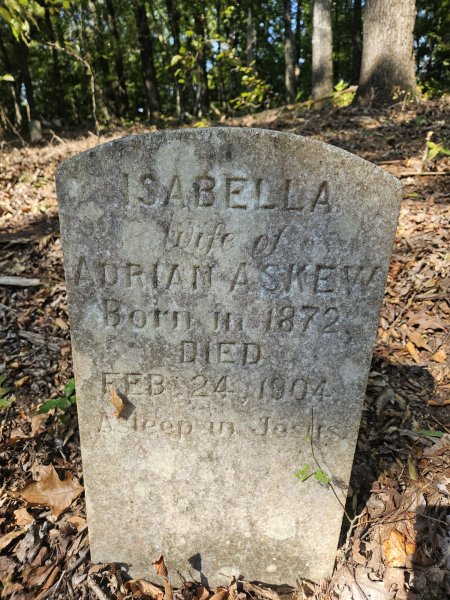 ISABELLA
Wife of
ADRIAN ASKEW
Born in 1872,
DIED
FEB. 24, 1904.
Asleep in Jesus.